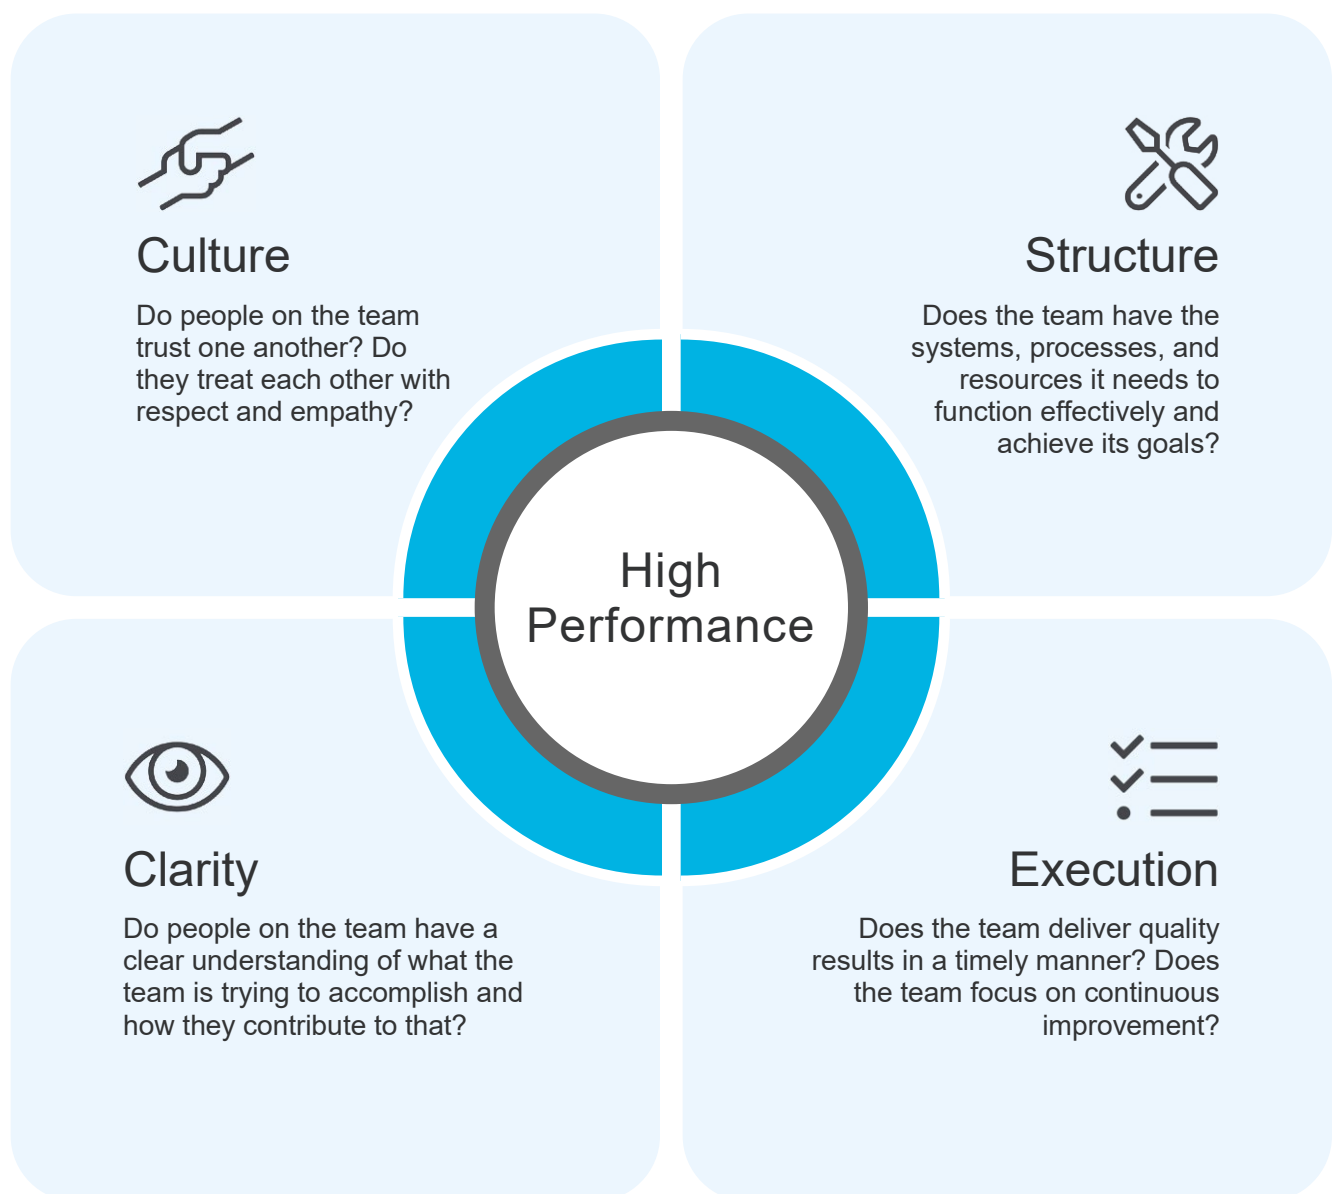 Culture
Do people on the team
trust one another? Do
they treat each other with
respect and empathy?
Structure
Does the team have the
systems, processes, and
resources it needs to
function effectively and
achieve its goals?
High
Performance
Clarity
Do people on the team have a
clear understanding of what the
team is trying to accomplish and
how they contribute to that?
Execution
Does the team deliver quality
results in a timely manner? Does
the team focus on continuous
improvement?